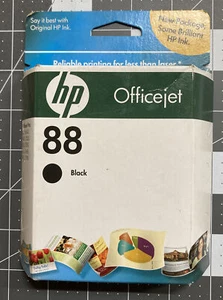 Say it best with
Original HP Ink.
New Package.
Same Brilliant
HP Ink.
Reliable printing for less than laser.*
hp
Officejet
88
Black